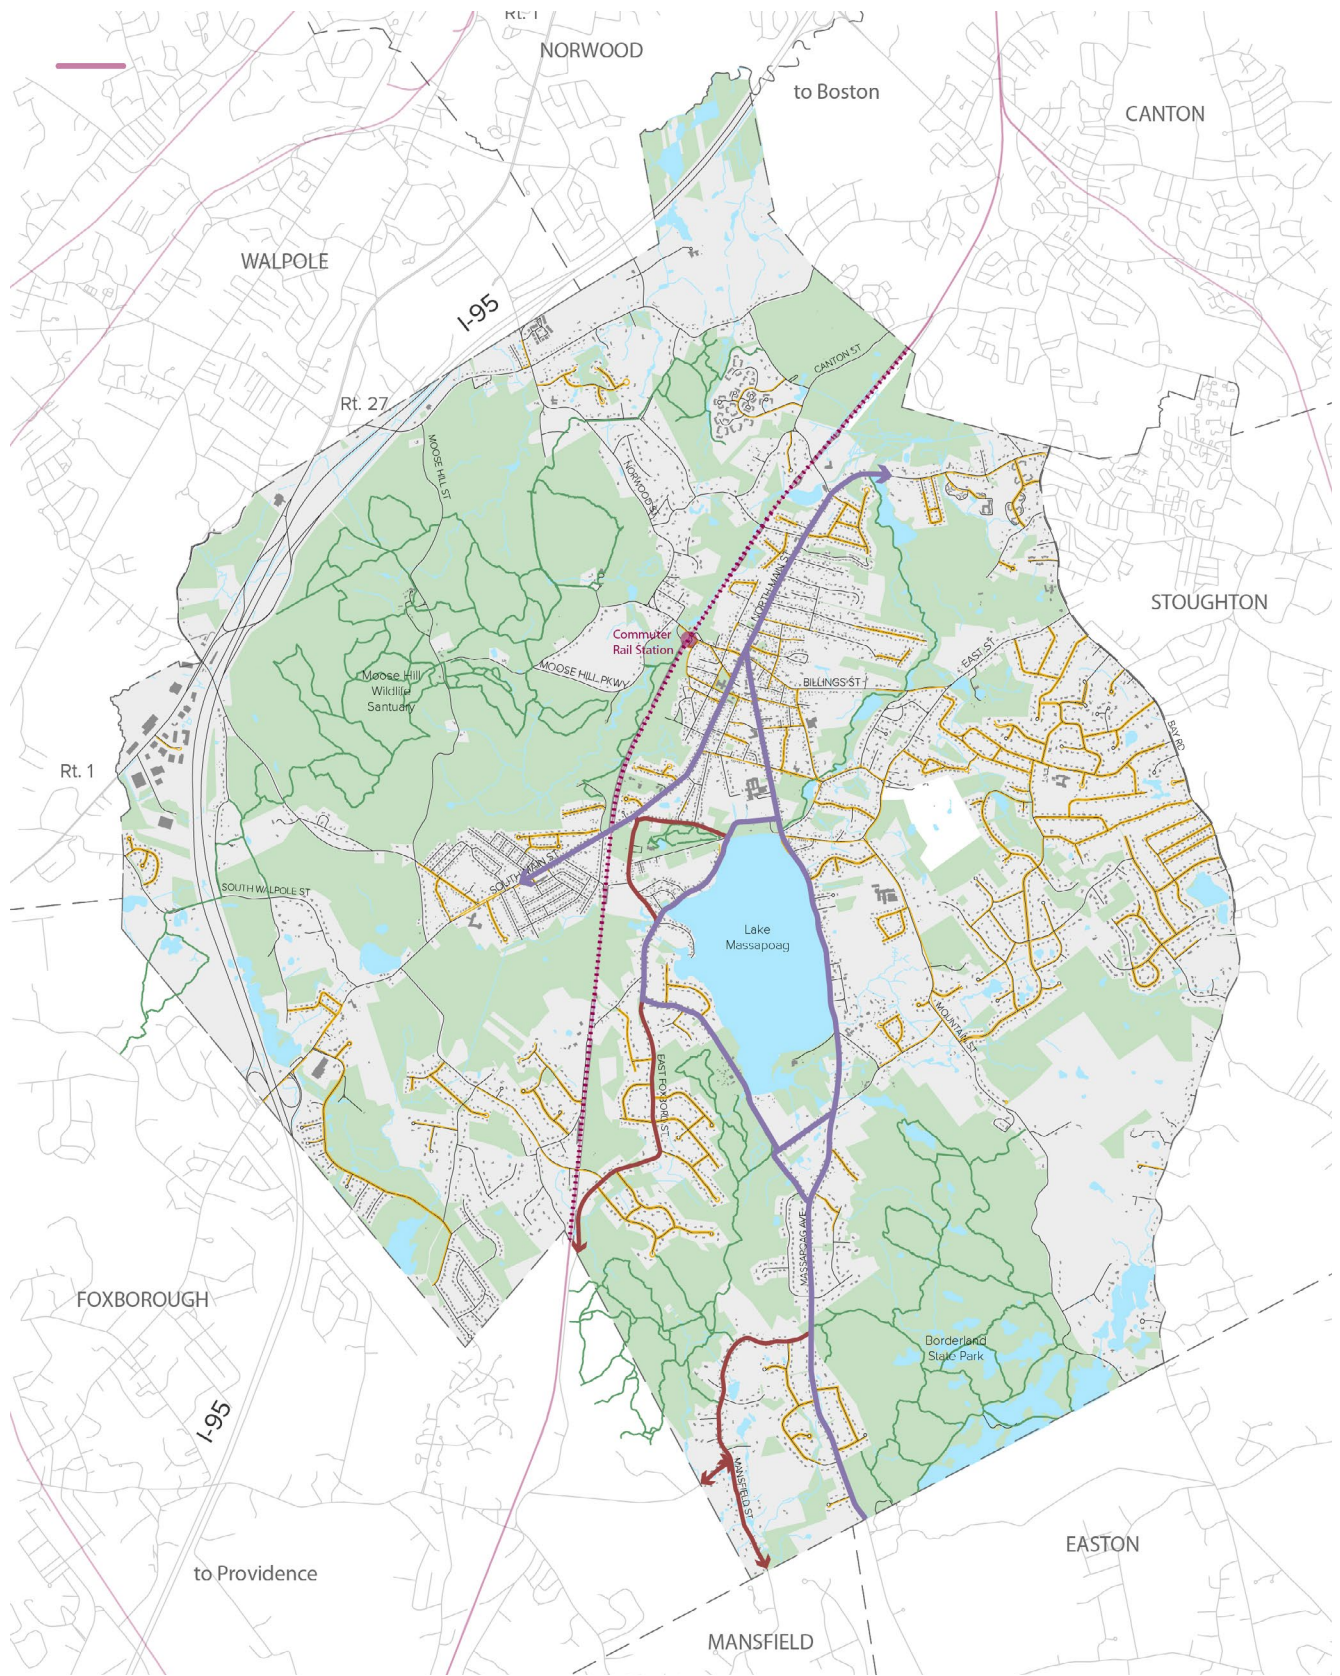 Rt. 1
NORWOOD
to Boston
CANTON
WALPOLE
I-95
CANTON ST
Rt. 27
MOOSE HILL ST
NORWOOD ST
NORTH MAIN ST
STOUGHTON
Commuter
Rail Station
EAST ST
MOOSE HILL PKWY
BILLINGS ST
Moose Hill
Wildlife
Santuary
BAY RD
Rt. 1
SOUTH MAIN ST
SOUTH WALPOLE ST
Lake
Massapoag
MOUNTAIN ST
EAST FOXBORO ST
MASSAPOAG AVE
FOXBOROUGH
Borderland
State Park
I-95
MANSFIELD ST
EASTON
to Providence
MANSFIELD